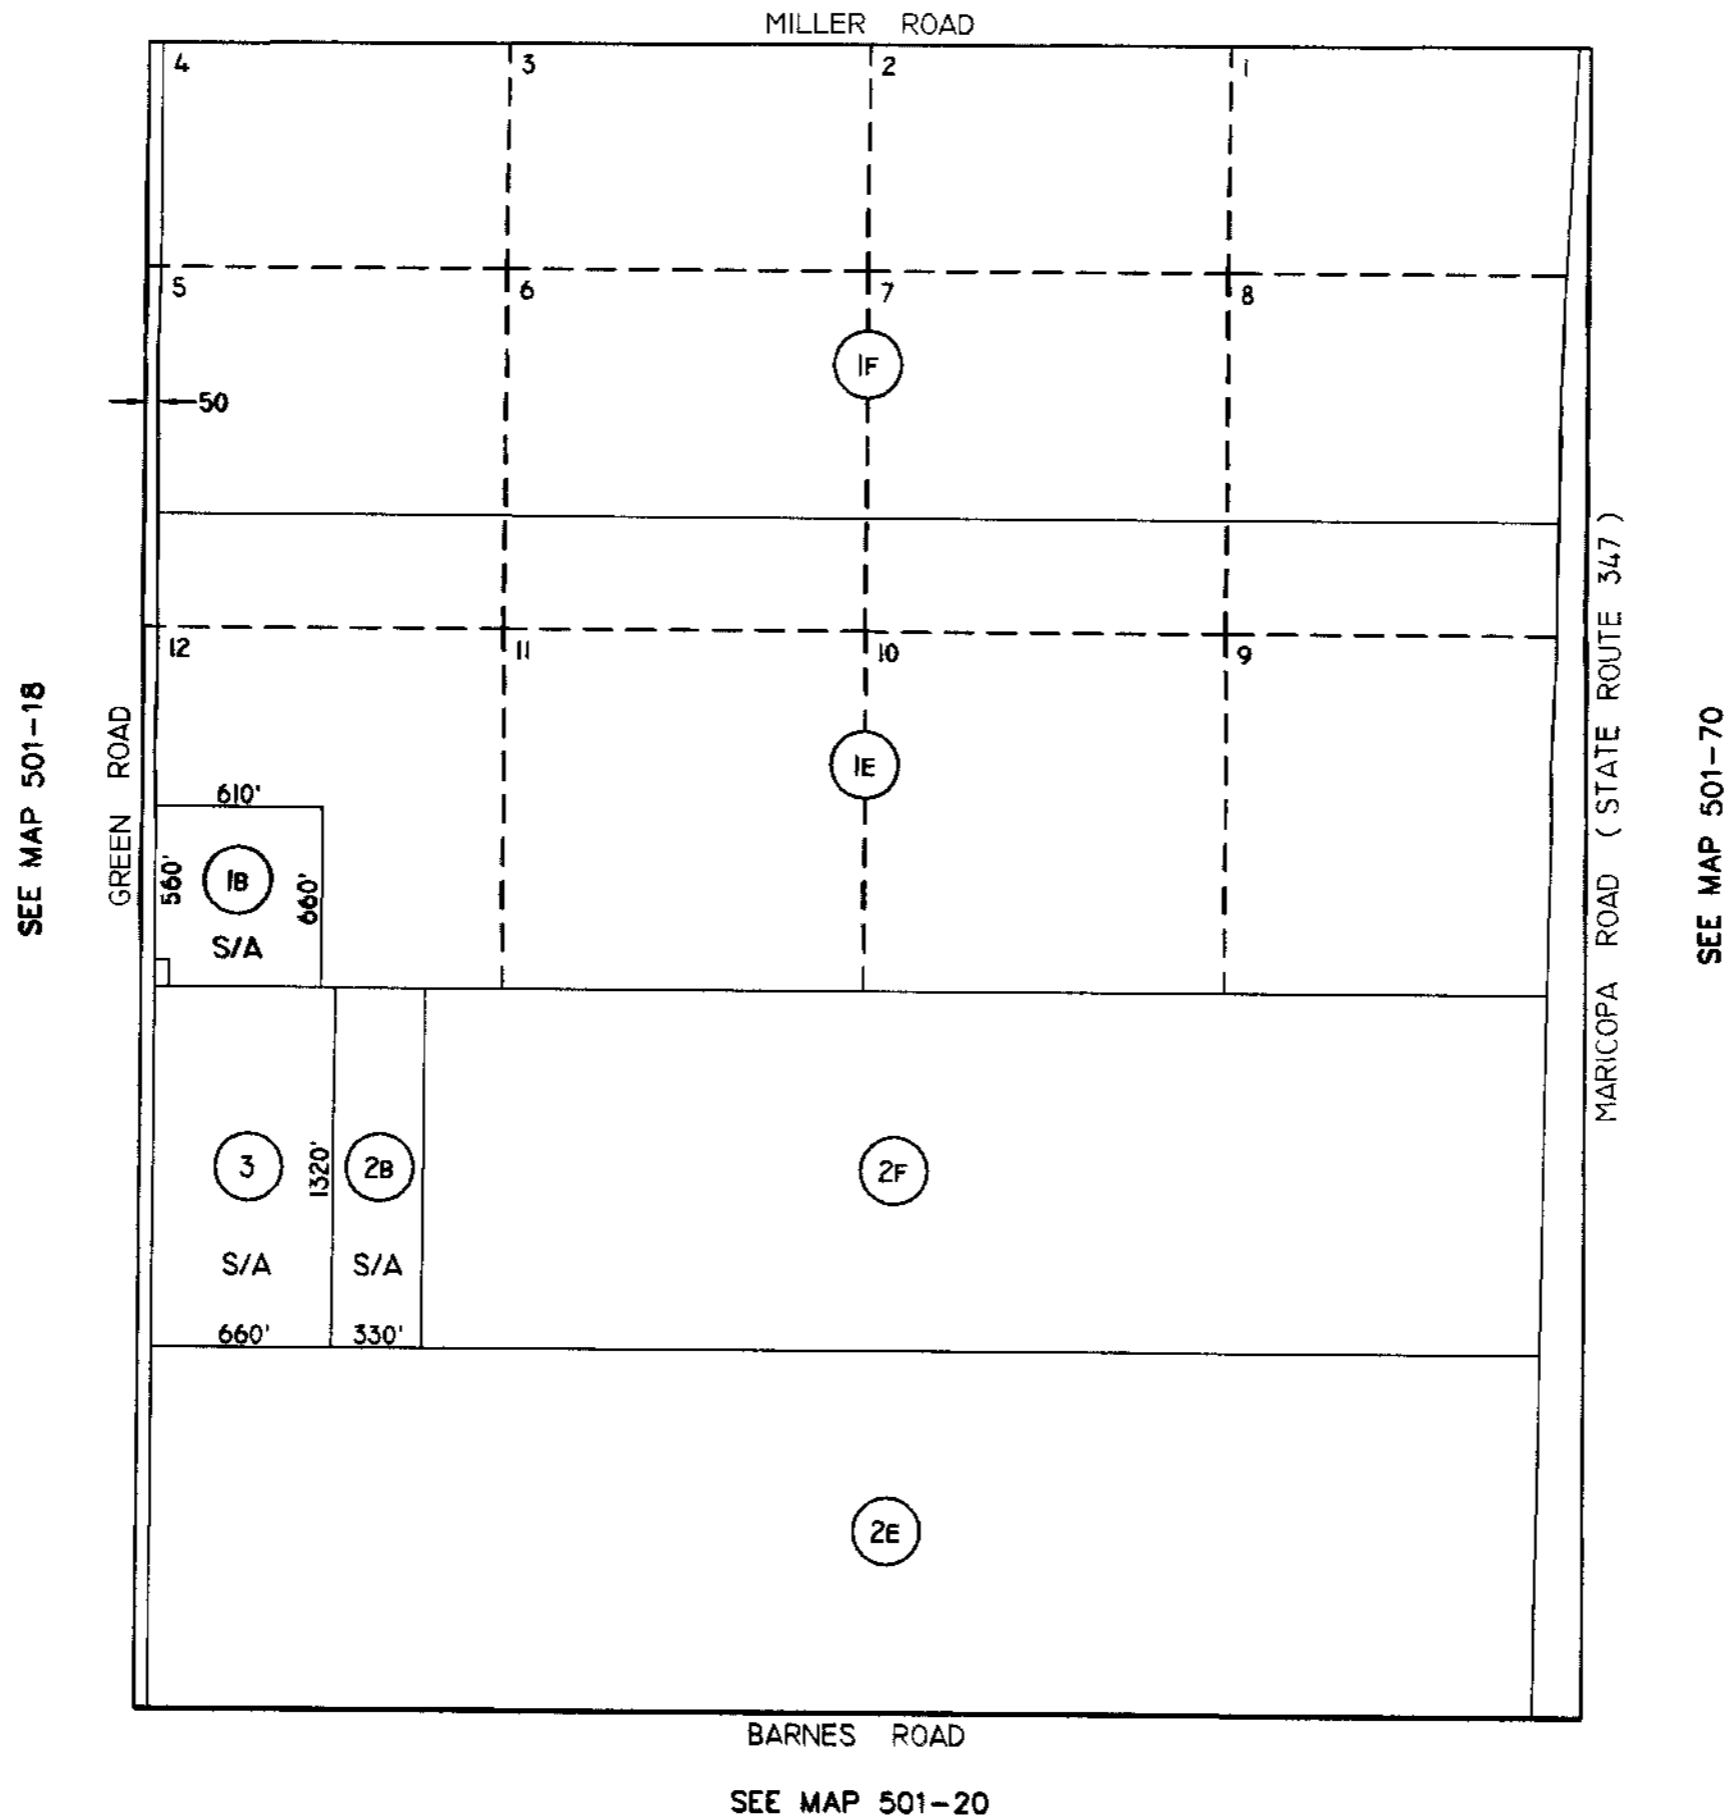 MILLER ROAD
4
3
2
1
5
6
7
8
1F
50
12
11
10
9
SEE MAP 501-18
GREEN ROAD
MARICOPA ROAD ( STATE ROUTE 347 )
SEE MAP 501-70
1E
610'
560'
1B
660'
S/A
3
1320'
2B
2F
S/A
S/A
660'
330'
2E
BARNES ROAD
SEE MAP 501-20